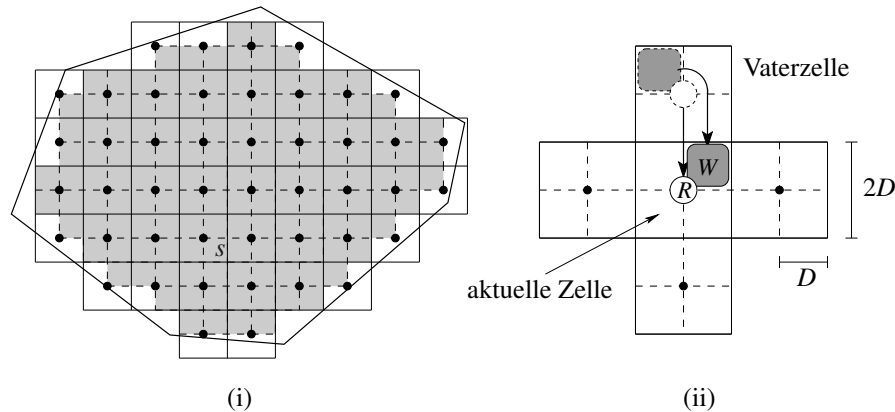 Vaterzelle
W
R
2D
s
D
aktuelle Zelle
(i)
(ii)